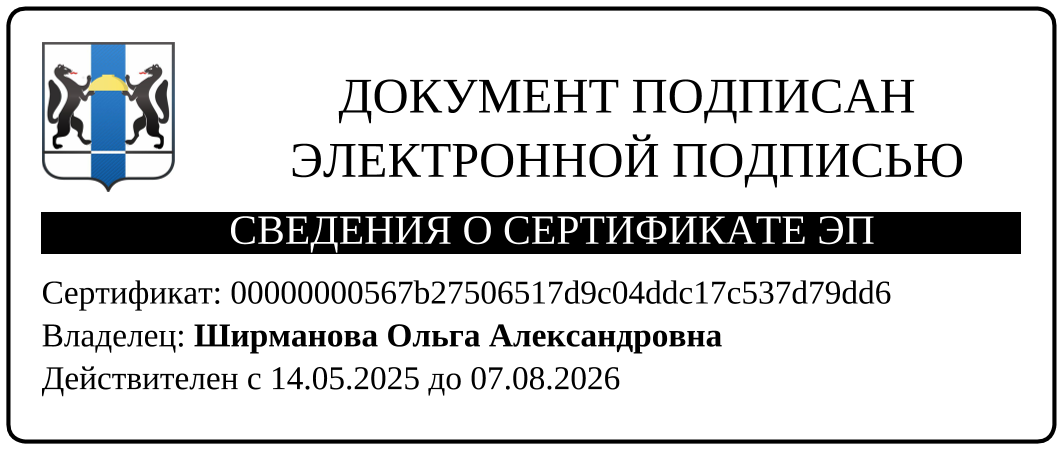 ДОКУМЕНТ ПОДПИСАН
ЭЛЕКТРОННОЙ ПОДПИСЬЮ
СВЕДЕНИЯ О СЕРТИФИКАТЕ ЭП
Сертификат: 00000000567b27506517d9c04ddc17c537d79dd6
Владелец: Ширманова Ольга Александровна
Действителен с 14.05.2025 до 07.08.2026